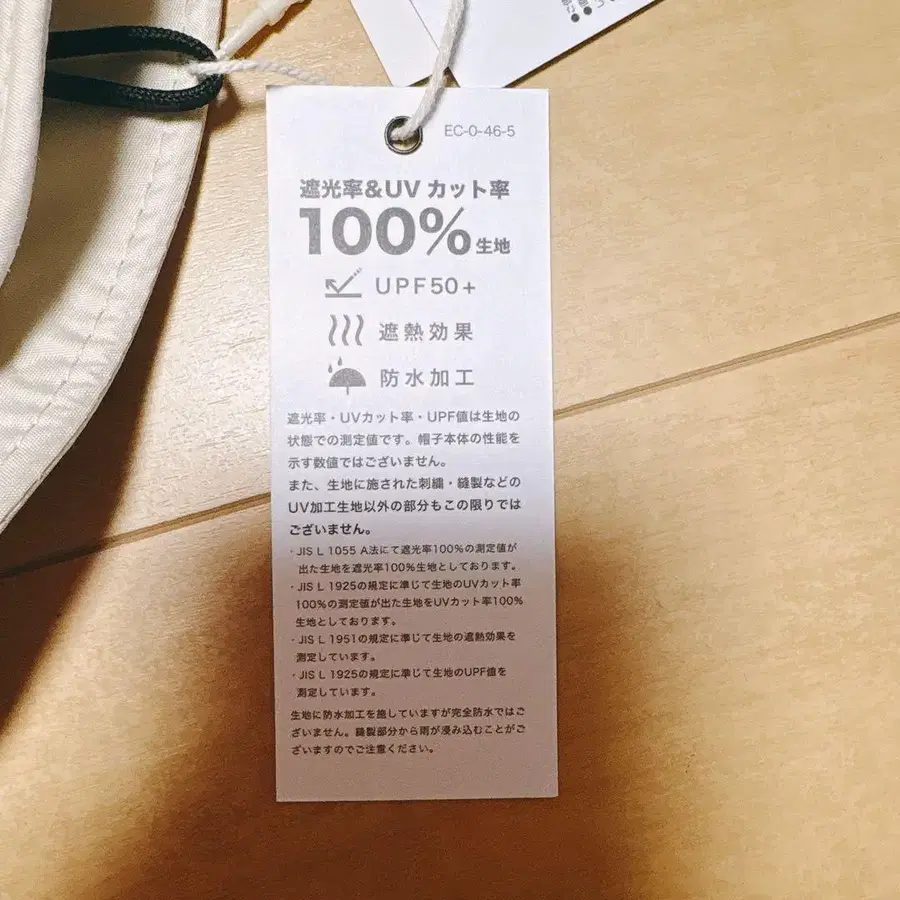 EC-0-46-5
遮光率&UV カット率
100%生地
UPF50+
遮熱効果
防水加工
遮光率・UVカット率・UPF値は生地の
状態での測定値です。帽子本体の性能を
示す数値ではございません。
また、生地に施された刺繍・縫製などの
UV加工生地以外の部分もこの限りでは
ございません。
・JIS L 1055 A法にて遮光率100%の測定値が
出た生地を遮光率100%生地としております。
・JIS L 1925の規定に準じて生地のUVカット率
100%の測定値が出た生地をUVカット率100%
生地としております。
・JIS L 1951の規定に準じて生地の遮熱効果を
測定しています。
・JIS L 1925の規定に準じて生地のUPF値を
測定しています。
生地に防水加工を施していますが完全防水ではご
ざいません。縫製部分から雨が浸み込むことがご
ざいますのでご注意ください。